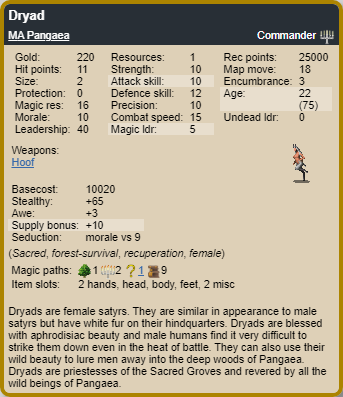 Dryad
MA Pangaea Commander
Gold: 220 Resources: 1 Rec points: 25000
Hit points: 11 Strength: 10 Map move: 18
Size: 2 Attack skill: 10 Encumbrance: 3
Protection: 0 Defence skill: 12 Age: 22
Magic res: 16 Precision: 10 (75)
Morale: 10 Combat speed: 15 Undead ldr: 0
Leadership: 40 Magic ldr: 5
Weapons:
Hoof
Basecost: 10020
Stealthy: +65
Awe: +3
Supply bonus: +10
Seduction: morale vs 9
(Sacred, forest-survival, recuperation, female)
Magic paths: 1 2 ? 1 9
Item slots: 2 hands, head, body, feet, 2 misc
Dryads are female satyrs. They are similar in appearance to male
satyrs but have white fur on their hindquarters. Dryads are blessed
with aphrodisiac beauty and male humans find it very difficult to
strike them down even in the heat of battle. They can also use their
wild beauty to lure men away into the deep woods of Pangaea.
Dryads are priestesses of the Sacred Groves and revered by all the
wild beings of Pangaea.